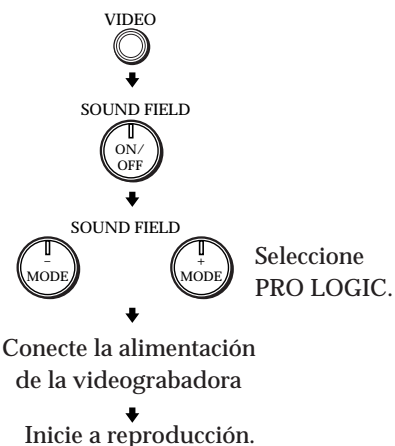 VIDEO
SOUND FIELD
ON/
OFF
SOUND FIELD
–
MODE
+
MODE
Seleccione
PRO LOGIC.
Conecte la alimentación
de la videograbadora
Inicie a reproducción.